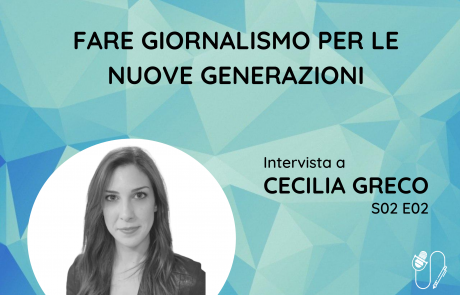 FARE GIORNALISMO PER LE
NUOVE GENERAZIONI
Intervista a
CECILIA GRECO
S02 E02